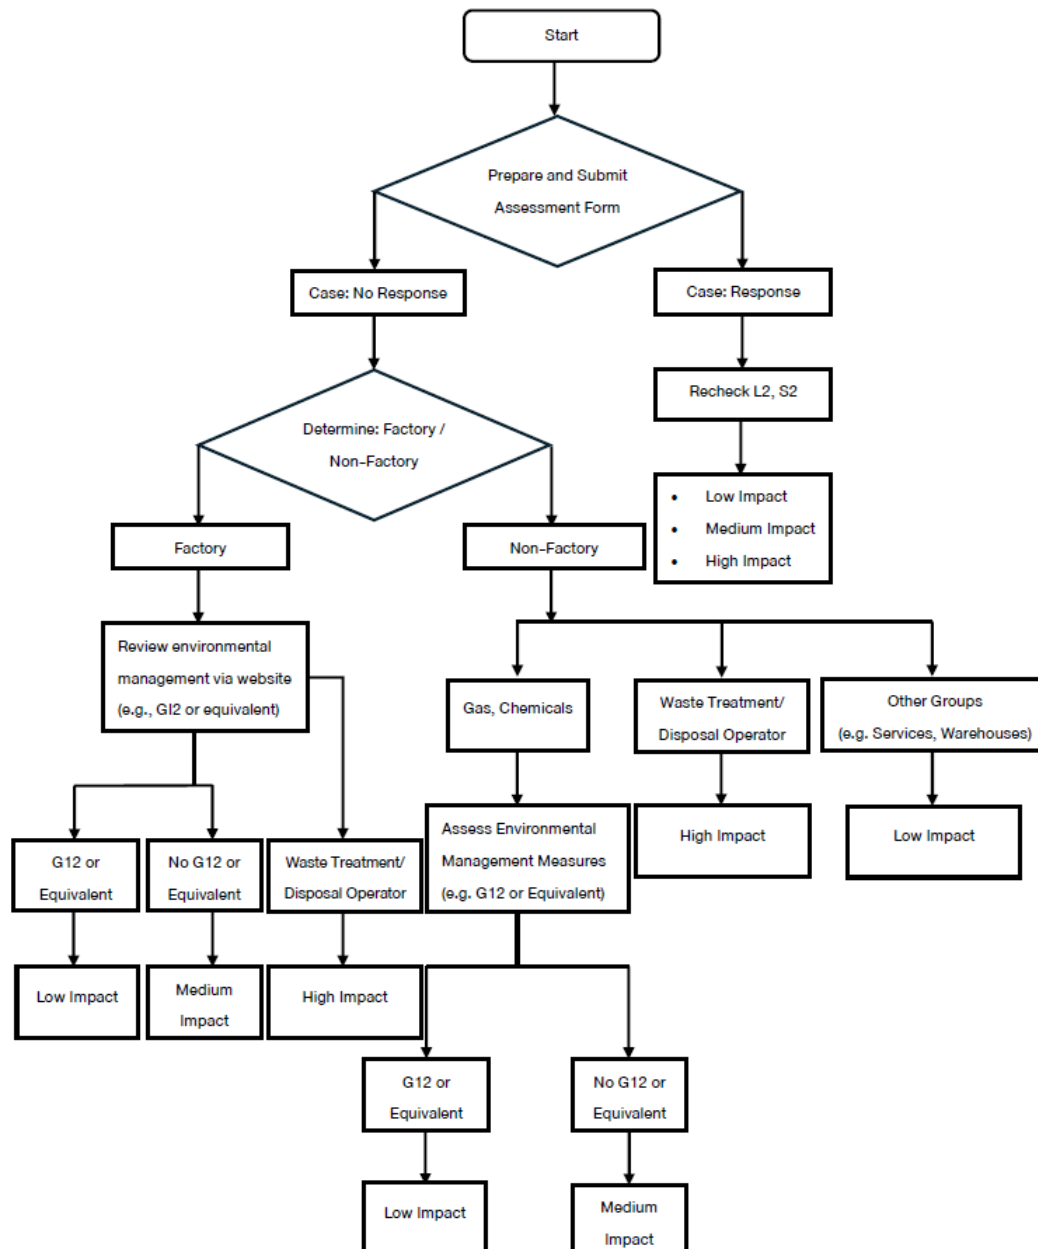 Start
Prepare and Submit
Assessment Form
Case: No Response
Case: Response
Recheck L2, S2
Determine: Factory /
Non-Factory
• Low Impact
• Medium Impact
• High Impact
Factory
Non-Factory
Review environmental
management via website
(e.g., GI2 or equivalent)
Gas, Chemicals
Waste Treatment/
Disposal Operator
Other Groups
(e.g. Services, Warehouses)
G12 or
Equivalent
No G12 or
Equivalent
Waste Treatment/
Disposal Operator
Assess Environmental
Management Measures
(e.g. G12 or Equivalent)
High Impact
Low Impact
Low Impact
Medium
Impact
High Impact
G12 or
Equivalent
No G12 or
Equivalent
Low Impact
Medium
Impact